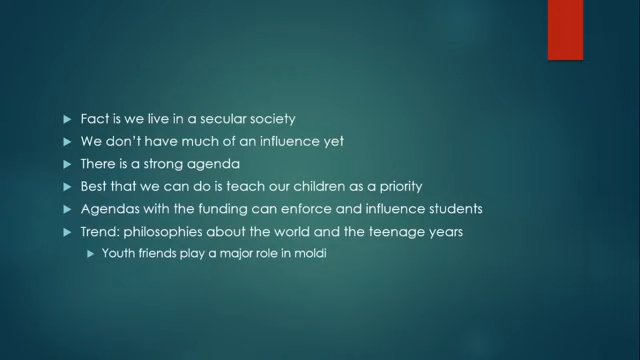 Fact is we live in a secular society
We don't have much of an influence yet
There is a strong agenda
Best that we can do is teach our children as a priority
Agendas with the funding can enforce and influence students
Trend: philosophies about the world and the teenage years
Youth friends play a major role in moldi